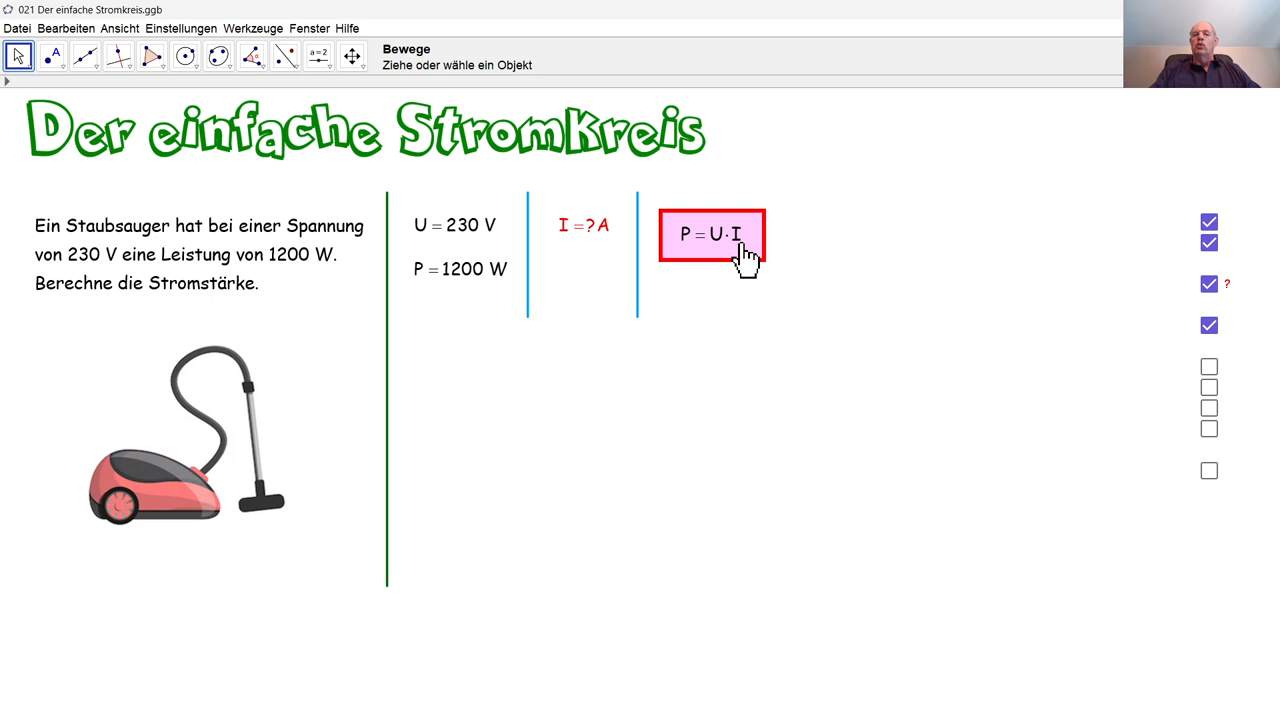 021 Der einfache Stromkreis.ggb
Datei Bearbeiten Ansicht Einstellungen Werkzeuge Fenster Hilfe
A
a=2
Bewege
Ziehe oder wähle ein Objekt
Der einfache Stromkreis
Ein Staubsauger hat bei einer Spannung
von 230 V eine Leistung von 1200 W.
Berechne die Stromstärke.
U = 230 V
P = 1200 W
I = ? A
P = U · I
?